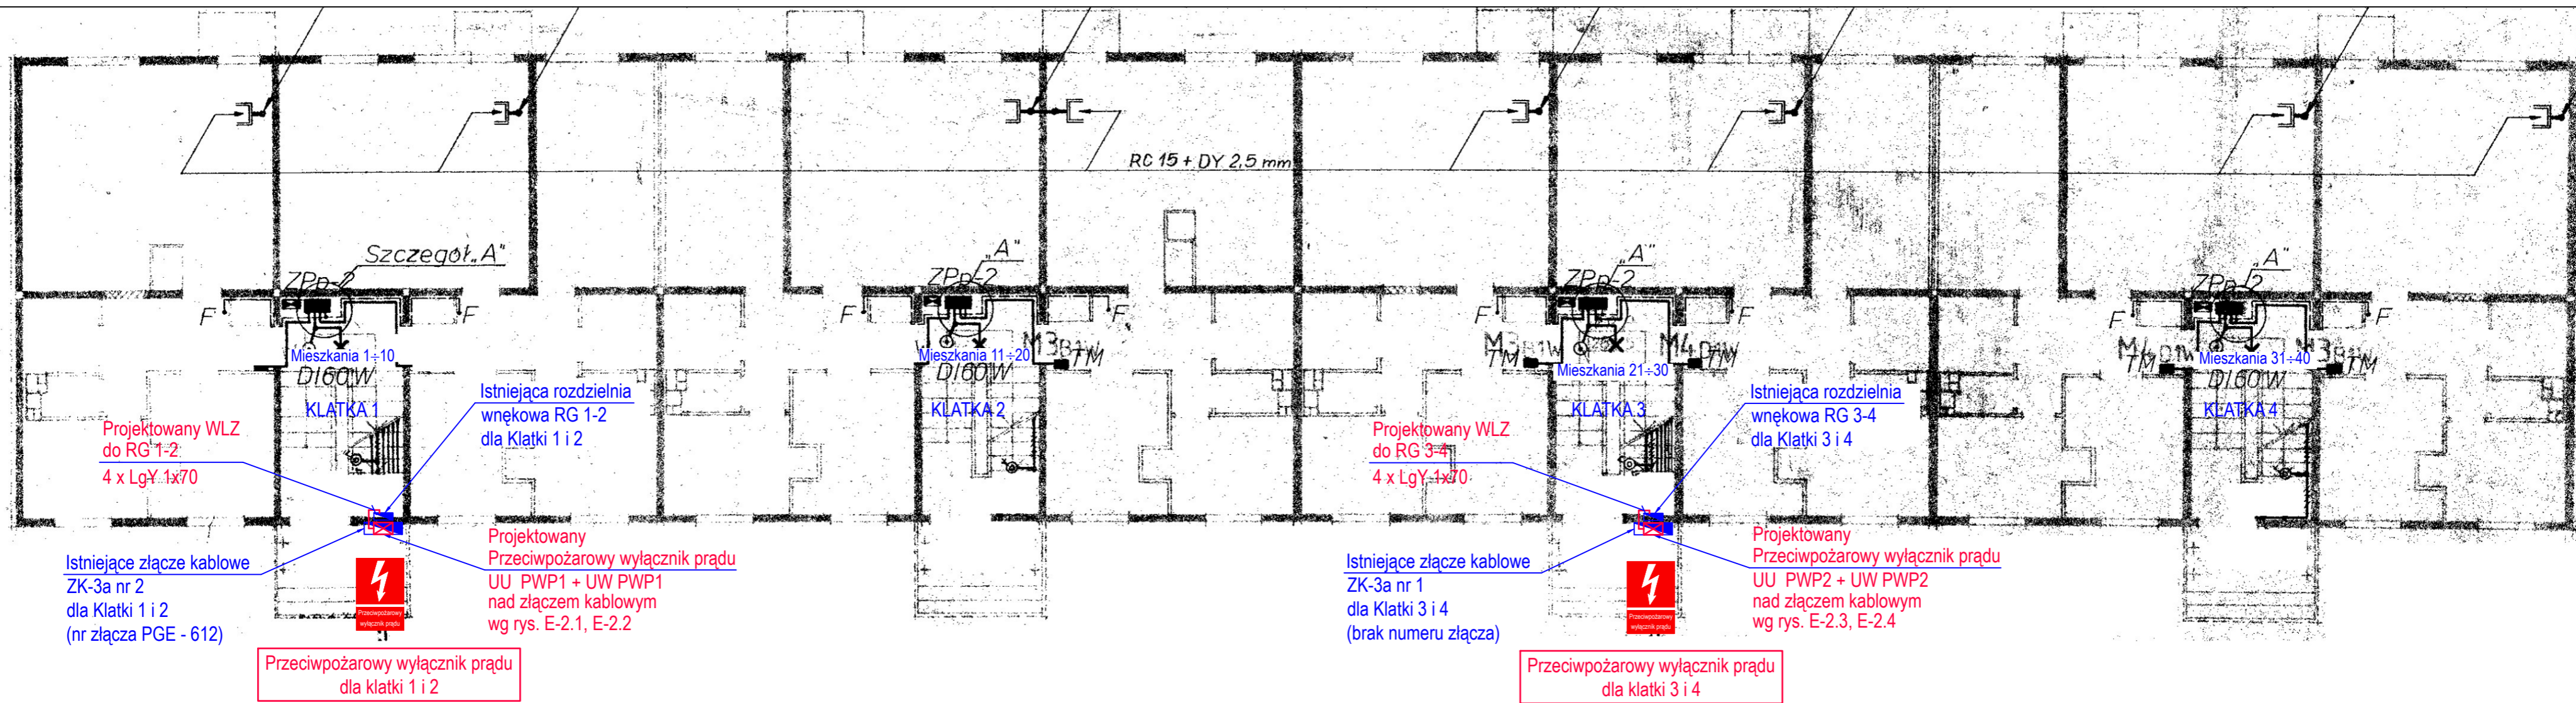 RC 15 + DY 2,5 mm
Szczegół „A"
ZPp-2
F
F
Mieszkania 1÷10
DI60W
KLATKA 1
Istniejąca rozdzielnia
wnękowa RG 1-2
dla Klatki 1 i 2
Projektowany WLZ
do RG 1-2
4 x LgY 1x70
Istniejące złącze kablowe
ZK-3a nr 2
dla Klatki 1 i 2
(nr złącza PGE - 612)
Przeciwpożarowy
wyłącznik prądu
Projektowany
Przeciwpożarowy wyłącznik prądu
UU PWP1 + UW PWP1
nad złączem kablowym
wg rys. E-2.1, E-2.2
Przeciwpożarowy wyłącznik prądu
dla klatki 1 i 2
„A"
ZPp-2
F
F
Mieszkania 11÷20
TM
DI60W
KLATKA 2
„A"
ZPp-2
F
F
TM
TM
Mieszkania 21÷30
KLATKA 3
Istniejąca rozdzielnia
wnękowa RG 3-4
dla Klatki 3 i 4
Projektowany WLZ
do RG 3-4
4 x LgY 1x70
Istniejące złącze kablowe
ZK-3a nr 1
dla Klatki 3 i 4
(brak numeru złącza)
Przeciwpożarowy
wyłącznik prądu
Projektowany
Przeciwpożarowy wyłącznik prądu
UU PWP2 + UW PWP2
nad złączem kablowym
wg rys. E-2.3, E-2.4
Przeciwpożarowy wyłącznik prądu
dla klatki 3 i 4
„A"
ZPp-2
F
F
TM
Mieszkania 31÷40
TM
DI60W
KLATKA 4